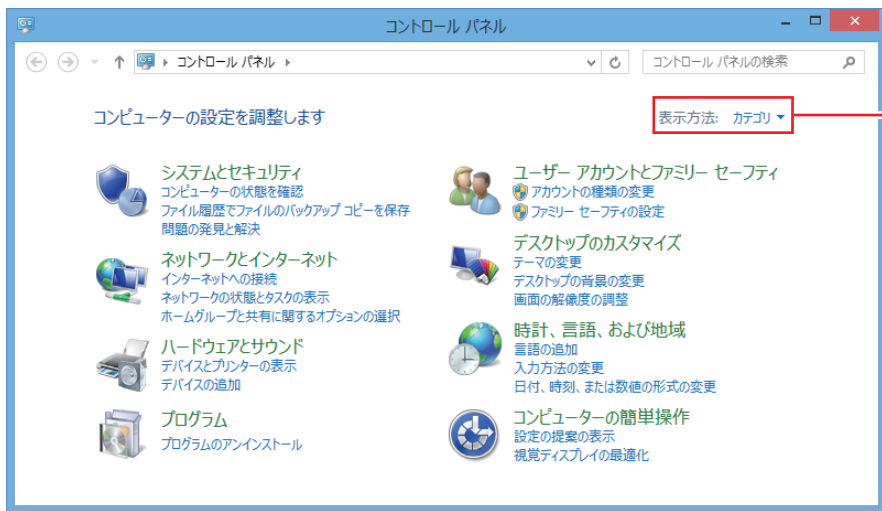 コントロール パネル
コントロール パネル
コントロール パネルの検索
コンピューターの設定を調整します
表示方法: カテゴリ
システムとセキュリティ
コンピューターの状態を確認
ファイル履歴でファイルのバックアップ コピーを保存
問題の発見と解決
ネットワークとインターネット
インターネットへの接続
ネットワークの状態とタスクの表示
ホームグループと共有に関するオプションの選択
ハードウェアとサウンド
デバイスとプリンターの表示
デバイスの追加
プログラム
プログラムのアンインストール
ユーザー アカウントとファミリー セーフティ
アカウントの種類の変更
ファミリー セーフティの設定
デスクトップのカスタマイズ
テーマの変更
デスクトップの背景の変更
画面の解像度の調整
時計、言語、および地域
言語の追加
入力方法の変更
日付、時刻、または数値の形式の変更
コンピューターの簡単操作
設定の提案の表示
視覚ディスプレイの最適化